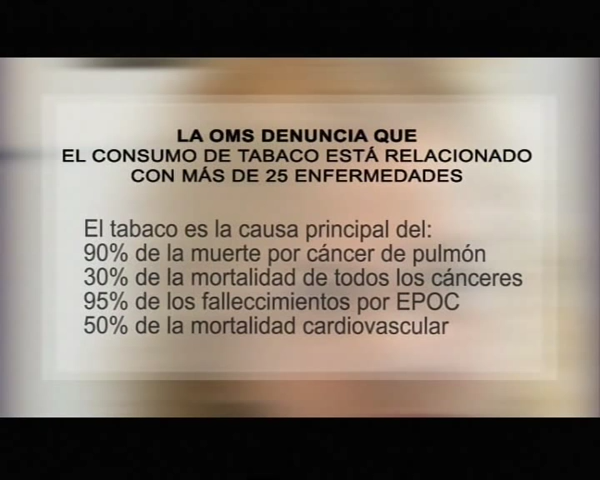 LA OMS DENUNCIA QUE
EL CONSUMO DE TABACO ESTÁ RELACIONADO
CON MÁS DE 25 ENFERMEDADES
El tabaco es la causa principal del:
90% de la muerte por cáncer de pulmón
30% de la mortalidad de todos los cánceres
95% de los falleccimientos por EPOC
50% de la mortalidad cardiovascular